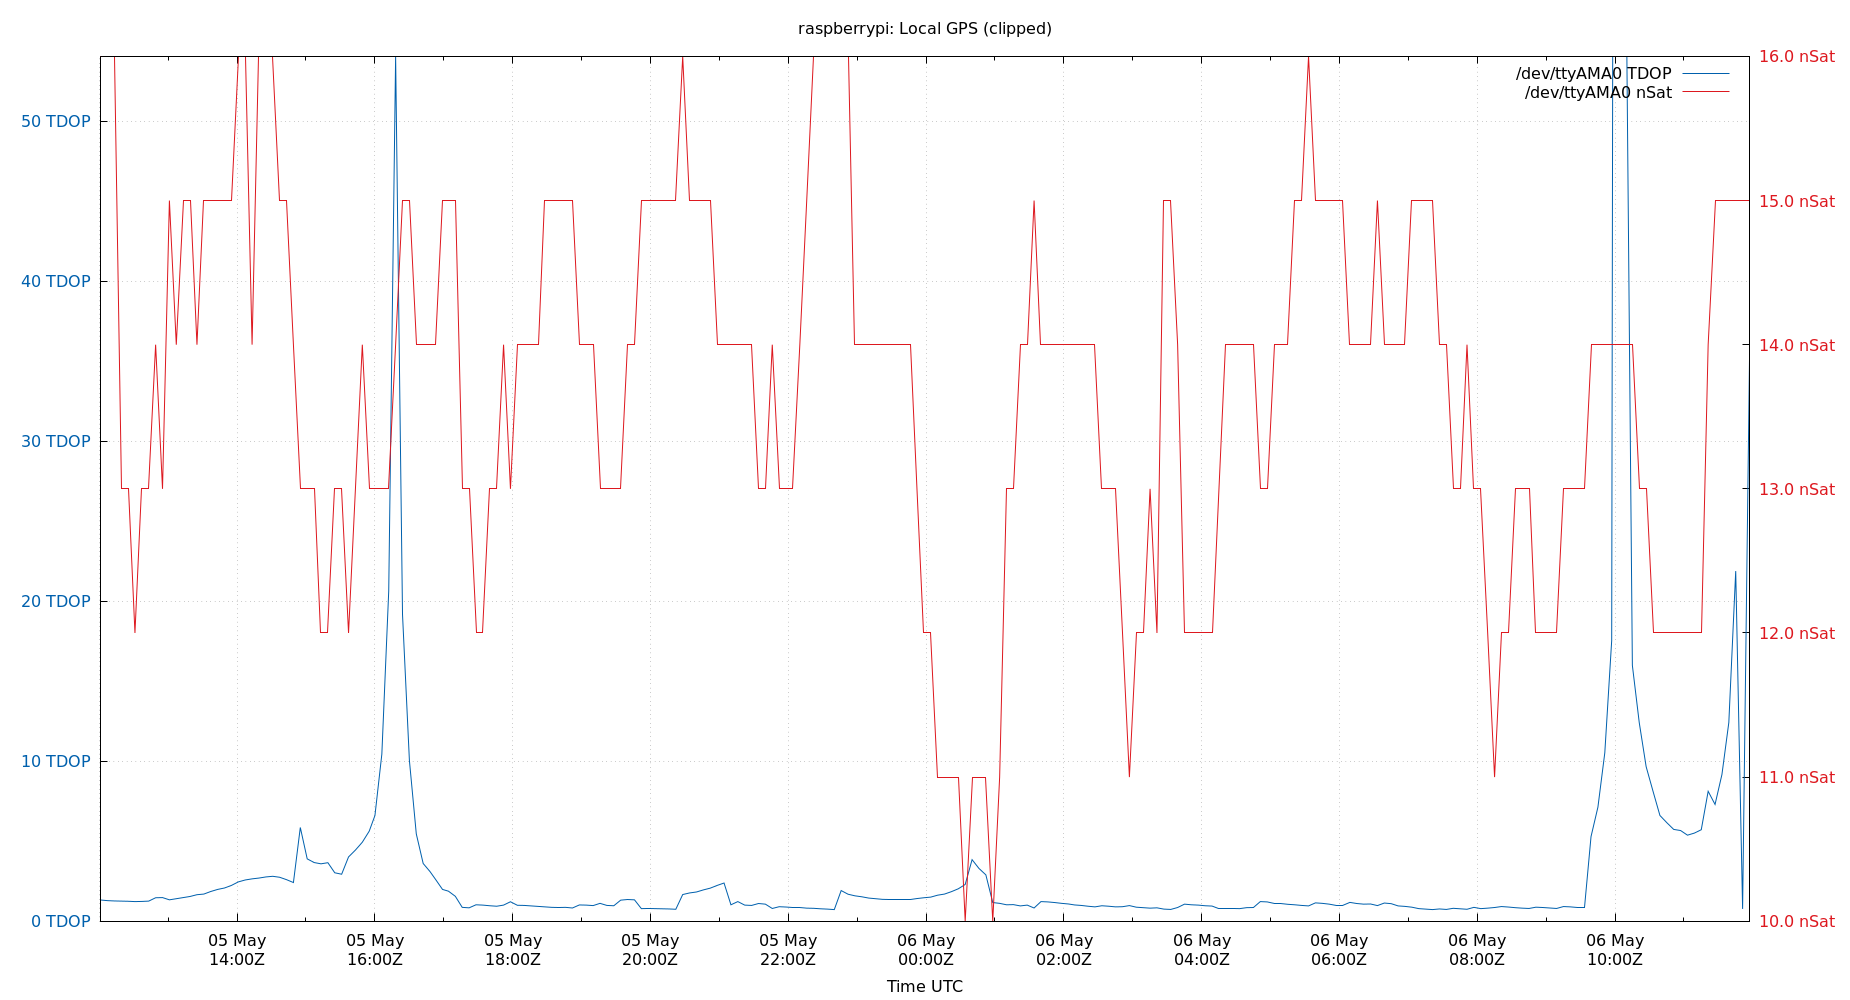 raspberrypi: Local GPS (clipped)
/dev/ttyAMA0 TDOP
/dev/ttyAMA0 nSat
50 TDOP
40 TDOP
30 TDOP
20 TDOP
10 TDOP
0 TDOP
16.0 nSat
15.0 nSat
14.0 nSat
13.0 nSat
12.0 nSat
11.0 nSat
10.0 nSat
05 May
14:00Z
05 May
16:00Z
05 May
18:00Z
05 May
20:00Z
05 May
22:00Z
06 May
00:00Z
06 May
02:00Z
06 May
04:00Z
06 May
06:00Z
06 May
08:00Z
06 May
10:00Z
Time UTC